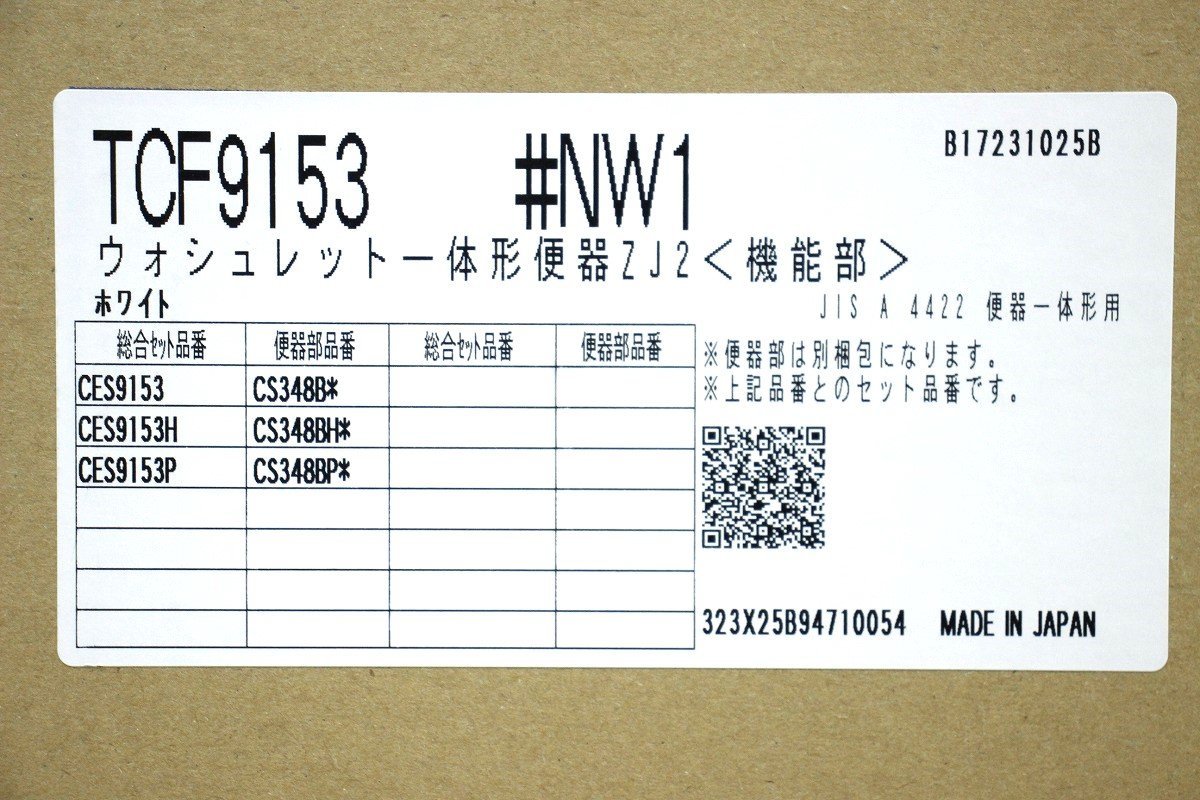 TCF9153 #NW1 B17231025B
ウォシュレット一体形便器ZJ2<機能部>
ホワイト JIS A 4422 便器一体形用
総合セット品番 便器部品番 総合セット品番 便器部品番
CES9153 CS348B*
CES9153H CS348BH*
CES9153P CS348BP*
※便器部は別梱包になります。
※上記品番とのセット品番です。
323X25B94710054 MADE IN JAPAN